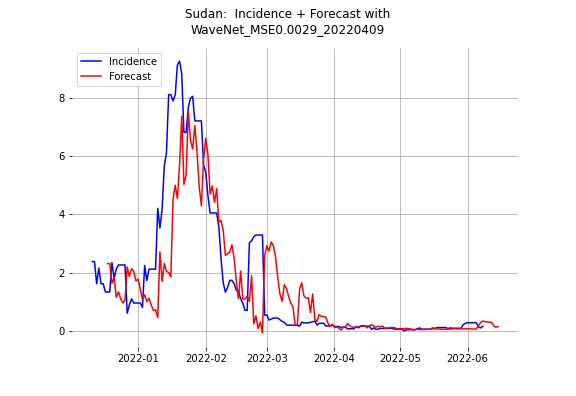 Sudan:  Incidence + Forecast with
WaveNet_MSE0.0029_20220409
Incidence
Forecast
8
6
4
2
0
2022-01
2022-02
2022-03
2022-04
2022-05
2022-06